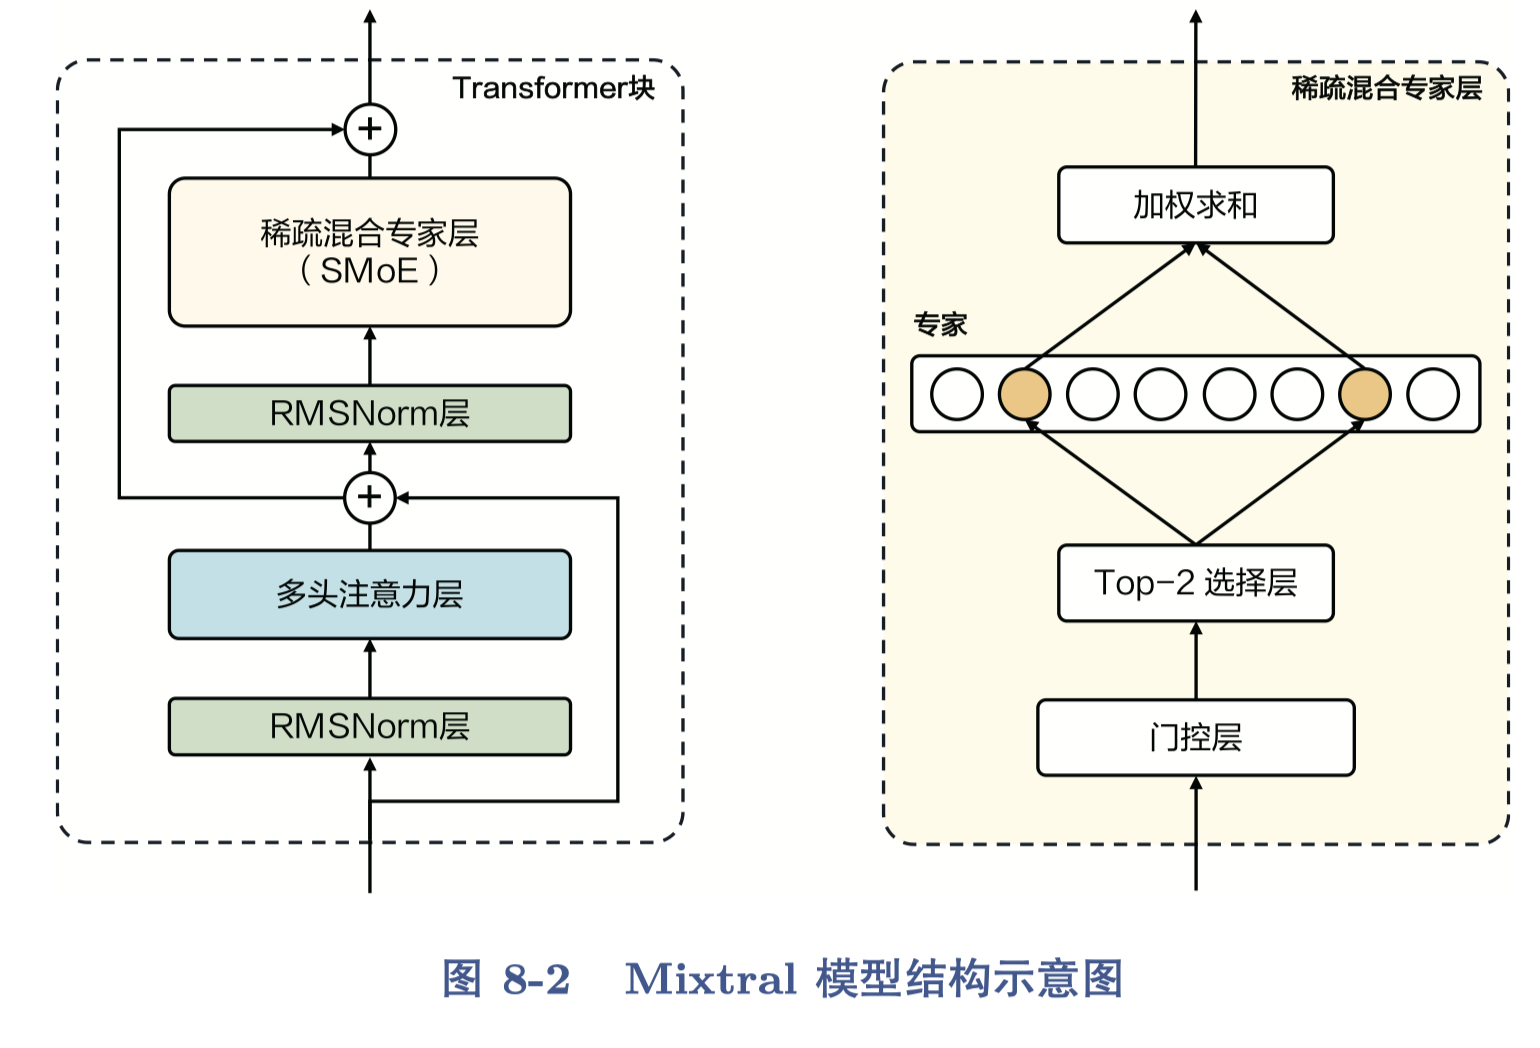 Transformer块
+
稀疏混合专家层
（SMoE）
RMSNorm层
+
多头注意力层
RMSNorm层
稀疏混合专家层
加权求和
专家
Top-2 选择层
门控层
图 8-2 Mixtral 模型结构示意图